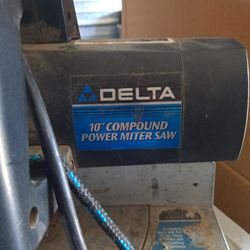 DELTA
10" COMPOUND
POWER MITER SAW